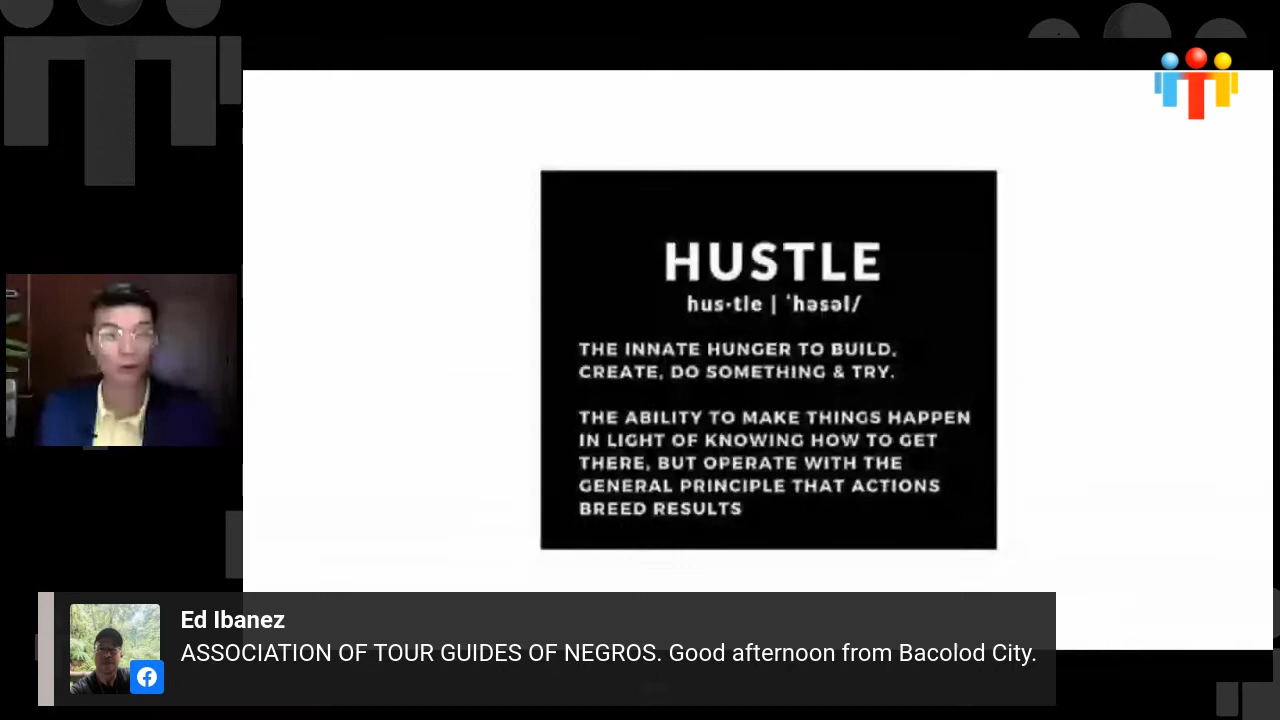 HUSTLE
hus·tle | ˈhəsəl/
THE INNATE HUNGER TO BUILD,
CREATE, DO SOMETHING & TRY.
THE ABILITY TO MAKE THINGS HAPPEN
IN LIGHT OF KNOWING HOW TO GET
THERE, BUT OPERATE WITH THE
GENERAL PRINCIPLE THAT ACTIONS
BREED RESULTS
Ed Ibanez
ASSOCIATION OF TOUR GUIDES OF NEGROS. Good afternoon from Bacolod City.